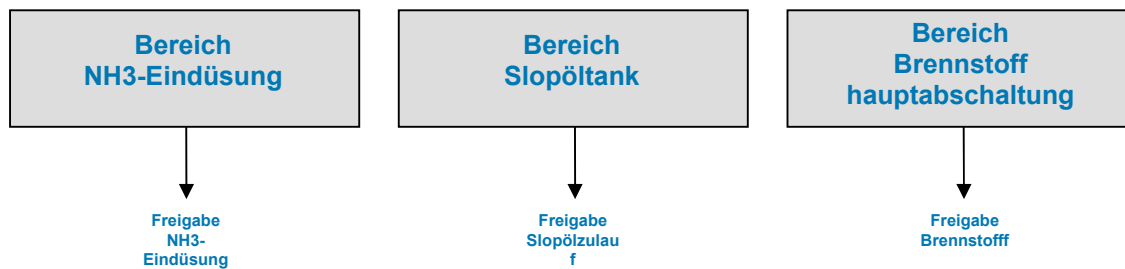 Bereich
NH3-Eindüsung
Bereich
Slopöltank
Bereich
Brennstoff
hauptabschaltung
Freigabe
NH3-
Eindüsung
Freigabe
Slopölzulau
f
Freigabe
Brennstofff